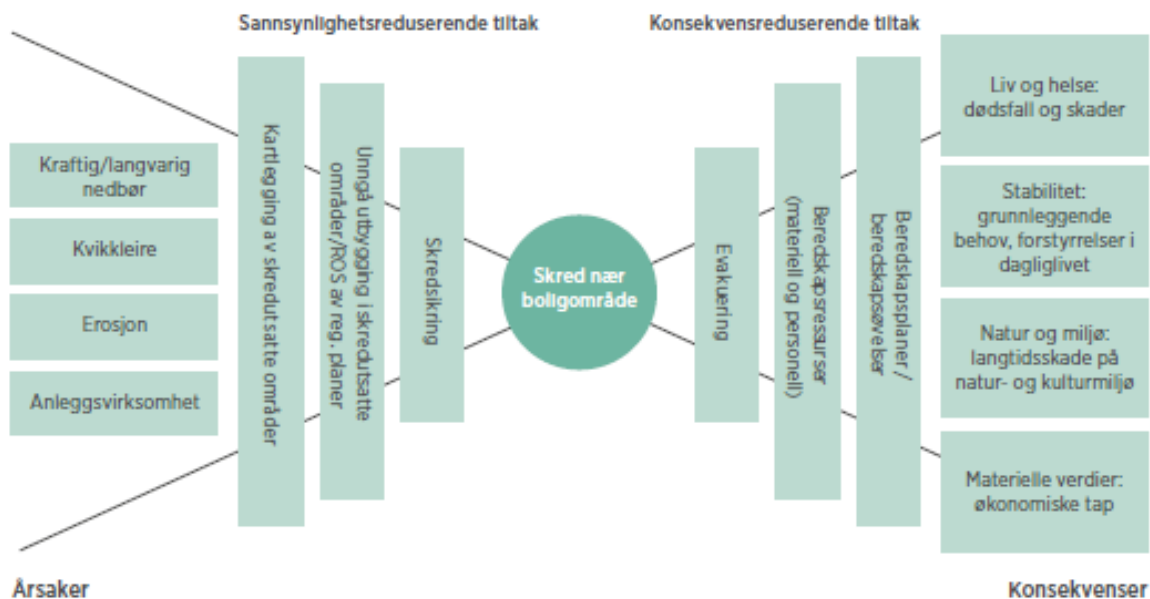 Sannsynlighetsreduserende tiltak
Konsekvensreduserende tiltak
Kraftig/langvarig
nedbør
Kvikkleire
Erosjon
Anleggsvirksomhet
Kartlegging av skredutsatte områder
Unngå utbygging i skredutsatte
områder/ROS av reg. planer
Skredsikring
Skred nær
boligområde
Evakuering
Beredskapsressurser
(materiell og personell)
Beredskapsplaner/
beredskapsøvelser
Liv og helse:
dødsfall og skader
Stabilitet:
grunnleggende
behov, forstyrrelser i
dagliglivet
Natur og miljø:
langtidsskade på
natur- og kulturmiljø
Materielle verdier:
økonomiske tap
Årsaker
Konsekvenser